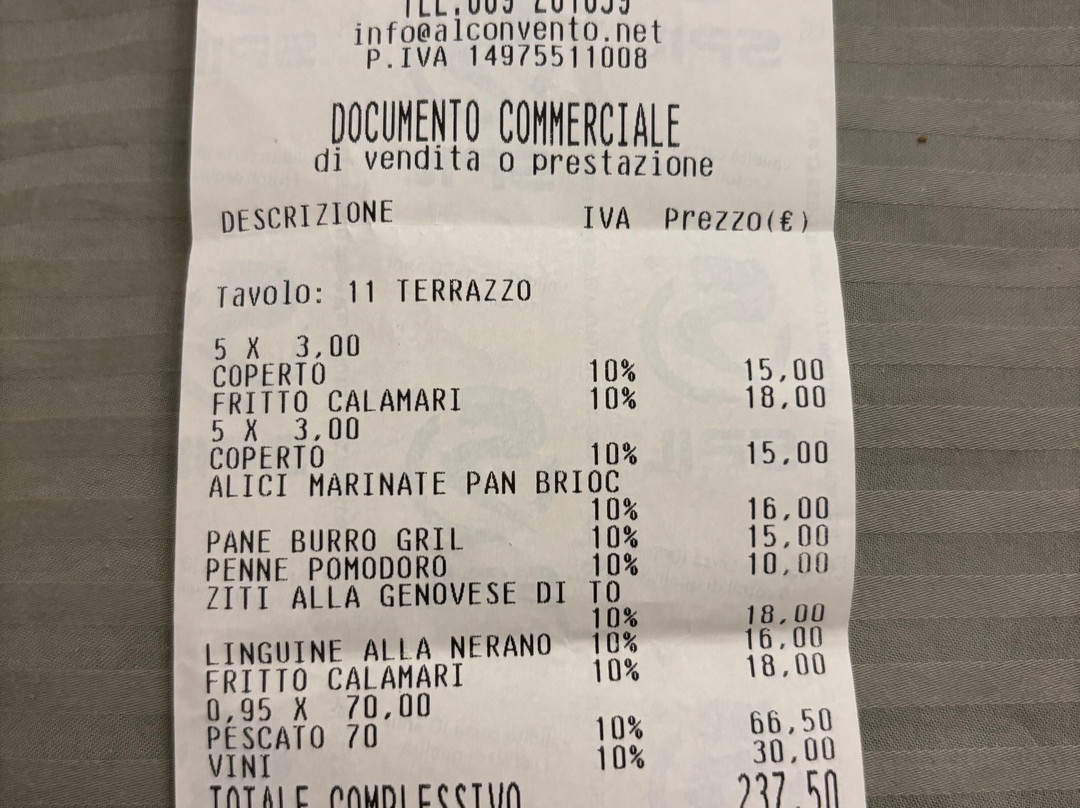 info@alconvento.net
P.IVA 14975511008
DOCUMENTO COMMERCIALE
di vendita o prestazione
DESCRIZIONE IVA Prezzo(€)
Tavolo: 11 TERRAZZO
5 X 3,00
COPERTO 10% 15,00
FRITTO CALAMARI 10% 18,00
5 X 3,00
COPERTO 10% 15,00
ALICI MARINATE PAN BRIOC
10% 16,00
PANE BURRO GRIL 10% 15,00
PENNE POMODORO 10% 10,00
ZITI ALLA GENOVESE DI TO
10% 18,00
LINGUINE ALLA NERANO 10% 16,00
FRITTO CALAMARI 10% 18,00
0,95 X 70,00
PESCATO 70 10% 66,50
VINI 10% 30,00
TOTALE COMPLESSIVO 237,50